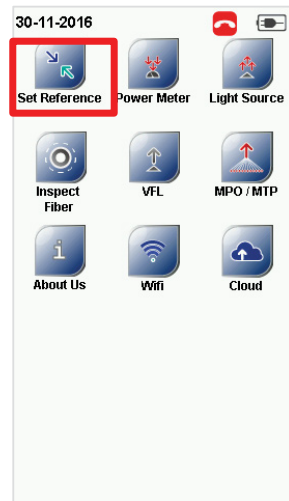 30-11-2016
Set Reference Power Meter Light Source
Inspect Fiber VFL MPO / MTP
i
About Us Wifi Cloud